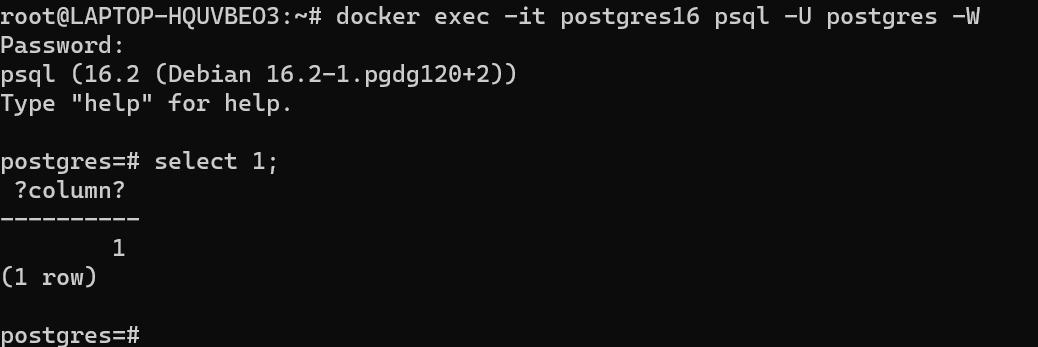 root@LAPTOP-HQUVBEO3:~# docker exec -it postgres16 psql -U postgres -W
Password:
psql (16.2 (Debian 16.2-1.pgdg120+2))
Type "help" for help.

postgres=# select 1;
 ?column?
----------
        1
(1 row)

postgres=#